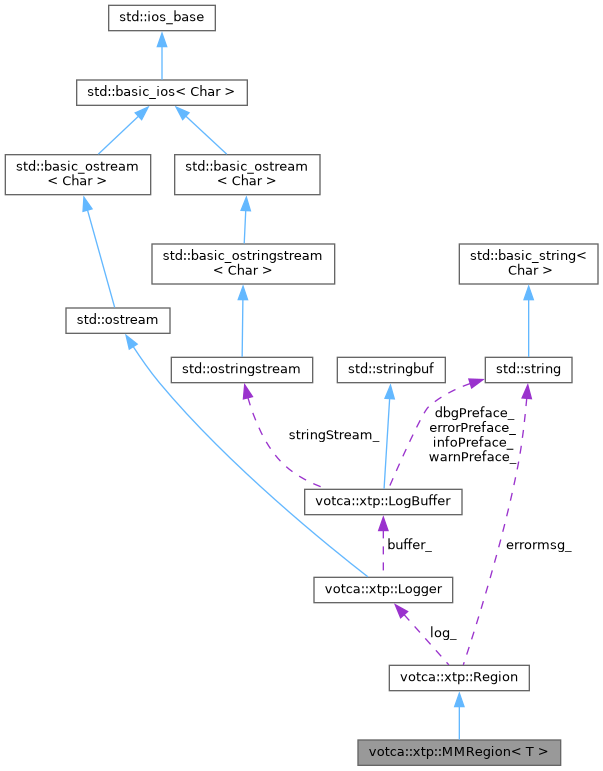 std::ios_base
std::basic_ios< Char >
std::basic_ostream
< Char >
std::basic_ostream
< Char >
std::basic_ostringstream
< Char >
std::basic_string<
Char >
std::ostream
std::ostringstream
std::stringbuf
std::string
dbgPreface_
errorPreface_
infoPreface_
warnPreface_
stringStream_
votca::xtp::LogBuffer
buffer_
errormsg_
votca::xtp::Logger
log_
votca::xtp::Region
votca::xtp::MMRegion< T >